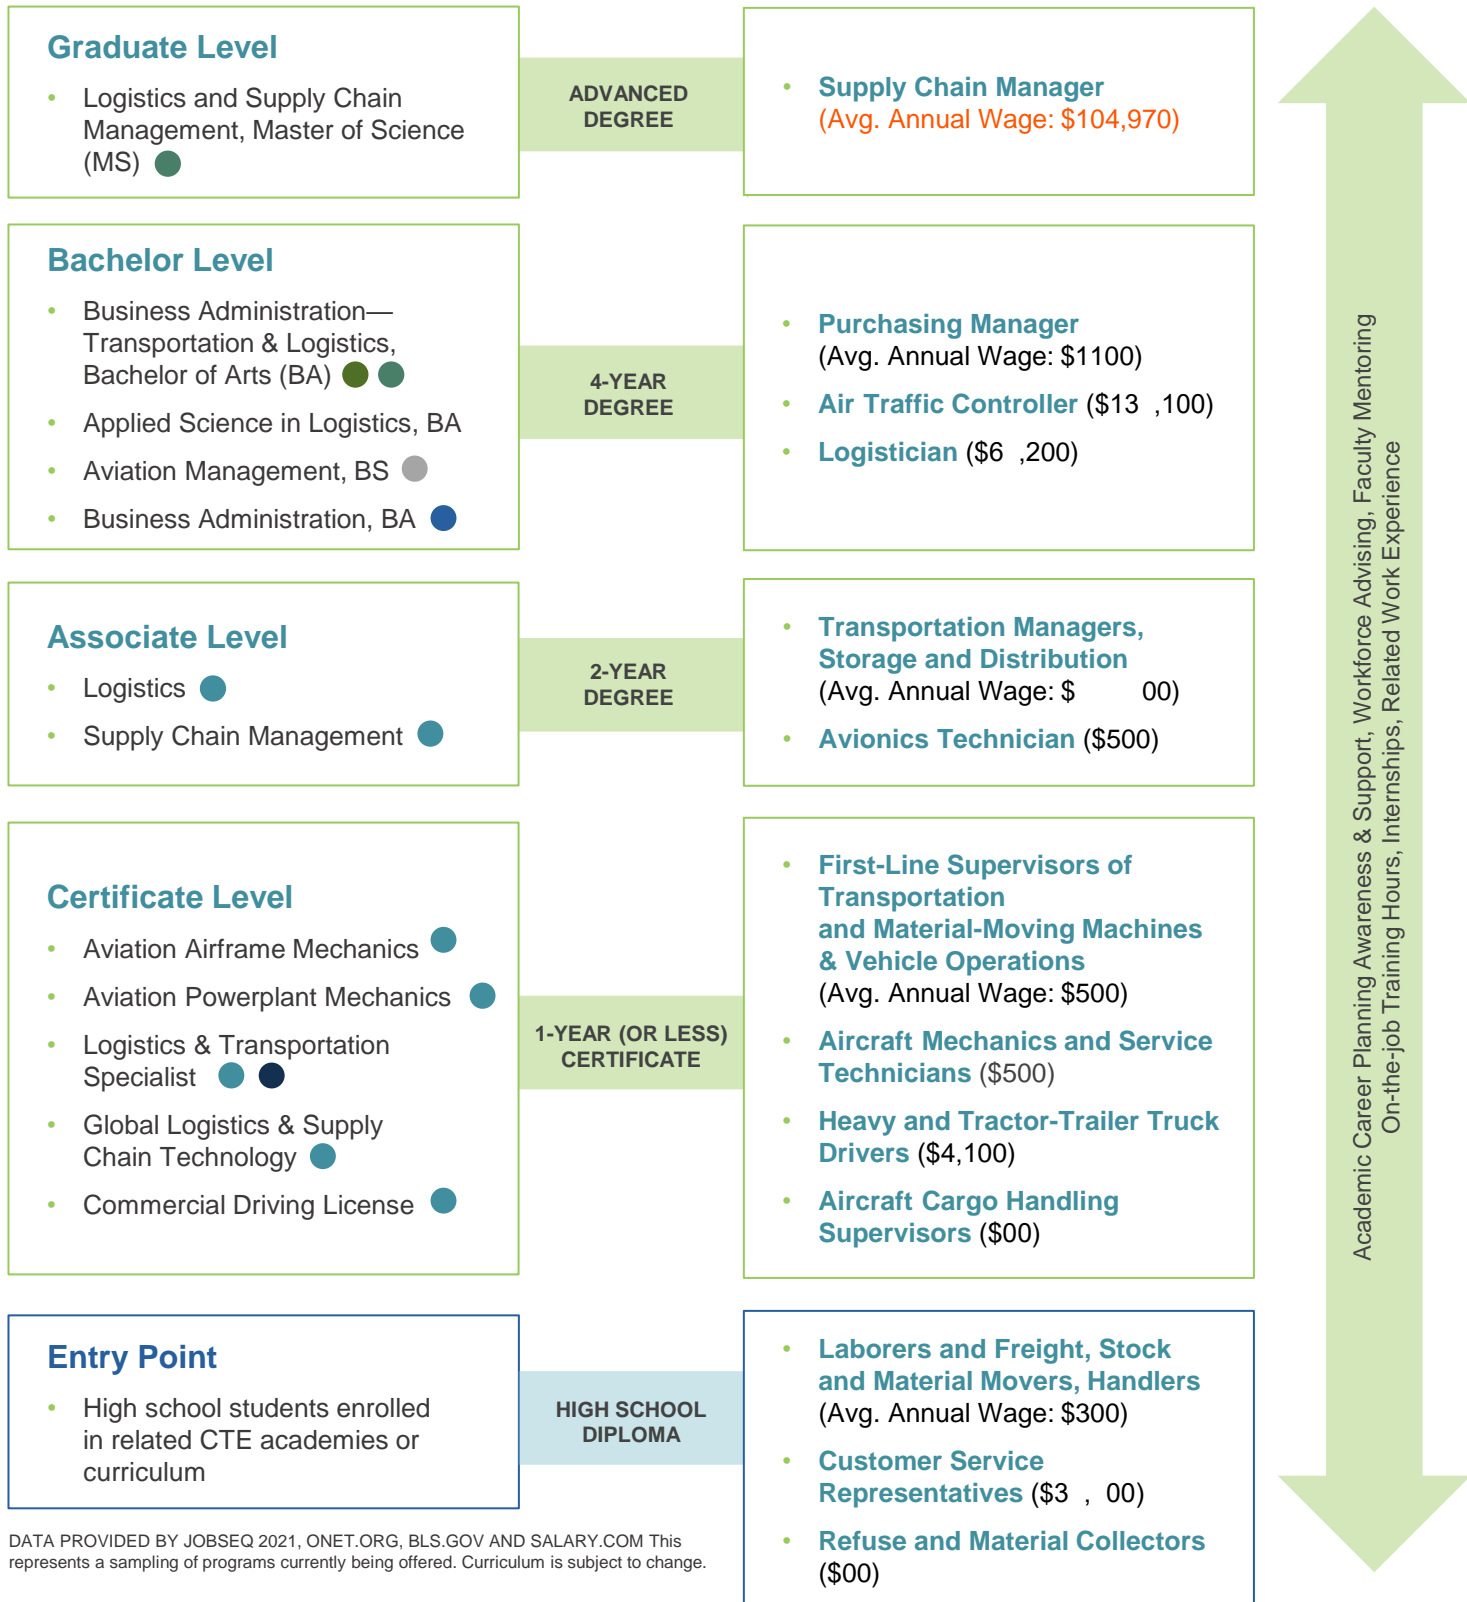 Graduate Level
• Logistics and Supply Chain
Management, Master of Science
(MS)
ADVANCED
DEGREE
• Supply Chain Manager
(Avg. Annual Wage: $104,970)
Bachelor Level
• Business Administration—
Transportation & Logistics,
Bachelor of Arts (BA)
• Applied Science in Logistics, BA
• Aviation Management, BS
• Business Administration, BA
4-YEAR
DEGREE
• Purchasing Manager
(Avg. Annual Wage: $1100)
• Air Traffic Controller ($13 ,100)
• Logistician ($6 ,200)
Associate Level
• Logistics
• Supply Chain Management
2-YEAR
DEGREE
• Transportation Managers,
Storage and Distribution
(Avg. Annual Wage: $ 00)
• Avionics Technician ($500)
Certificate Level
• Aviation Airframe Mechanics
• Aviation Powerplant Mechanics
• Logistics & Transportation
Specialist
• Global Logistics & Supply
Chain Technology
• Commercial Driving License
1-YEAR (OR LESS)
CERTIFICATE
• First-Line Supervisors of
Transportation
and Material-Moving Machines
& Vehicle Operations
(Avg. Annual Wage: $500)
• Aircraft Mechanics and Service
Technicians ($500)
• Heavy and Tractor-Trailer Truck
Drivers ($4,100)
• Aircraft Cargo Handling
Supervisors ($00)
Entry Point
• High school students enrolled
in related CTE academies or
curriculum
HIGH SCHOOL
DIPLOMA
• Laborers and Freight, Stock
and Material Movers, Handlers
(Avg. Annual Wage: $300)
• Customer Service
Representatives ($3 , 00)
• Refuse and Material Collectors
($00)
Academic Career Planning Awareness & Support, Workforce Advising, Faculty Mentoring
On-the-job Training Hours, Internships, Related Work Experience
DATA PROVIDED BY JOBSEQ 2021, ONET.ORG, BLS.GOV AND SALARY.COM This
represents a sampling of programs currently being offered. Curriculum is subject to change.